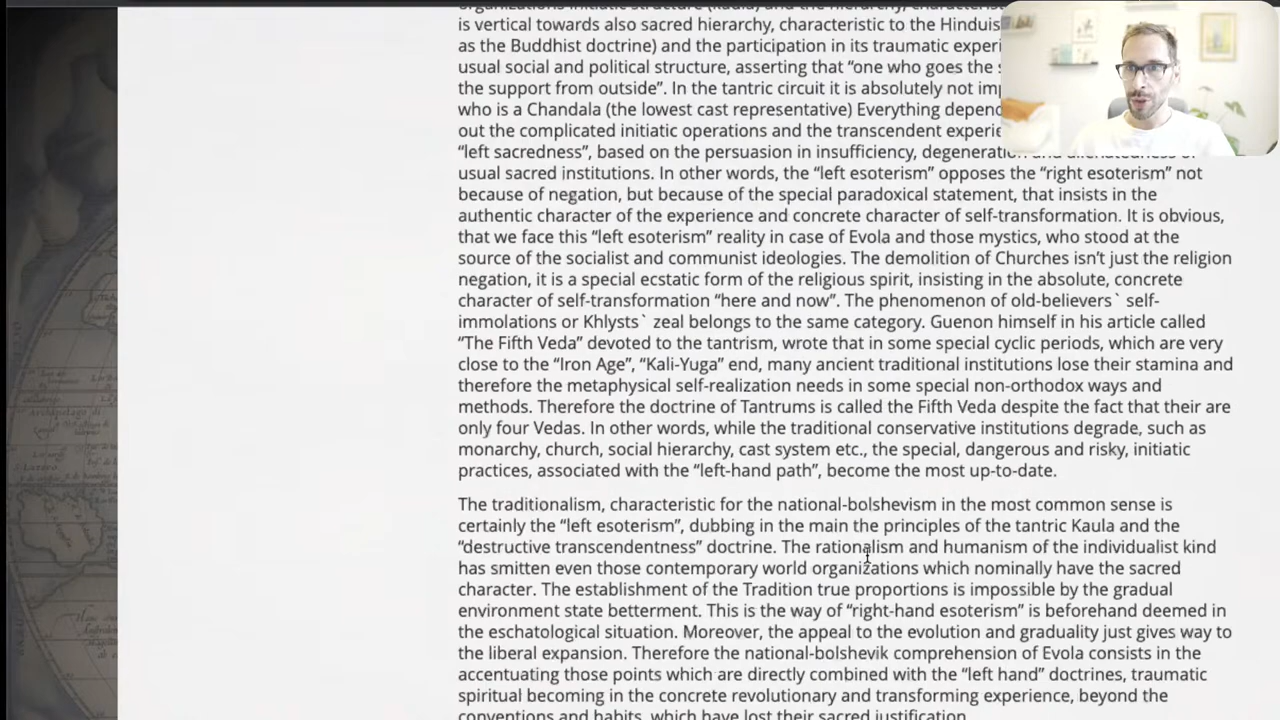 organizations initiatic structure (Kaula) and the hierarchy, characterist
is vertical towards also sacred hierarchy, characteristic to the Hinduis
as the Buddhist doctrine) and the participation in its traumatic experi
usual social and political structure, asserting that “one who goes the s
the support from outside”. In the tantric circuit it is absolutely not imp
who is a Chandala (the lowest cast representative) Everything depend
out the complicated initiatic operations and the transcendent experie
“left sacredness”, based on the persuasion in insufficiency, degeneration and alienatedness of
usual sacred institutions. In other words, the “left esoterism” opposes the “right esoterism” not
because of negation, but because of the special paradoxical statement, that insists in the
authentic character of the experience and concrete character of self-transformation. It is obvious,
that we face this “left esoterism” reality in case of Evola and those mystics, who stood at the
source of the socialist and communist ideologies. The demolition of Churches isn’t just the religion
negation, it is a special ecstatic form of the religious spirit, insisting in the absolute, concrete
character of self-transformation “here and now”. The phenomenon of old-believers` self-
immolations or Khlysts` zeal belongs to the same category. Guenon himself in his article called
“The Fifth Veda” devoted to the tantrism, wrote that in some special cyclic periods, which are very
close to the “Iron Age”, “Kali-Yuga” end, many ancient traditional institutions lose their stamina and
therefore the metaphysical self-realization needs in some special non-orthodox ways and
methods. Therefore the doctrine of Tantrums is called the Fifth Veda despite the fact that their are
only four Vedas. In other words, while the traditional conservative institutions degrade, such as
monarchy, church, social hierarchy, cast system etc., the special, dangerous and risky, initiatic
practices, associated with the “left-hand path”, become the most up-to-date.
The traditionalism, characteristic for the national-bolshevism in the most common sense is
certainly the “left esoterism”, dubbing in the main the principles of the tantric Kaula and the
“destructive transcendentness” doctrine. The rationalism and humanism of the individualist kind
has smitten even those contemporary world organizations which nominally have the sacred
character. The establishment of the Tradition true proportions is impossible by the gradual
environment state betterment. This is the way of “right-hand esoterism” is beforehand deemed in
the eschatological situation. Moreover, the appeal to the evolution and graduality just gives way to
the liberal expansion. Therefore the national-bolshevik comprehension of Evola consists in the
accentuating those points which are directly combined with the “left hand” doctrines, traumatic
spiritual becoming in the concrete revolutionary and transforming experience, beyond the
conventions and habits, which have lost their sacred justification.